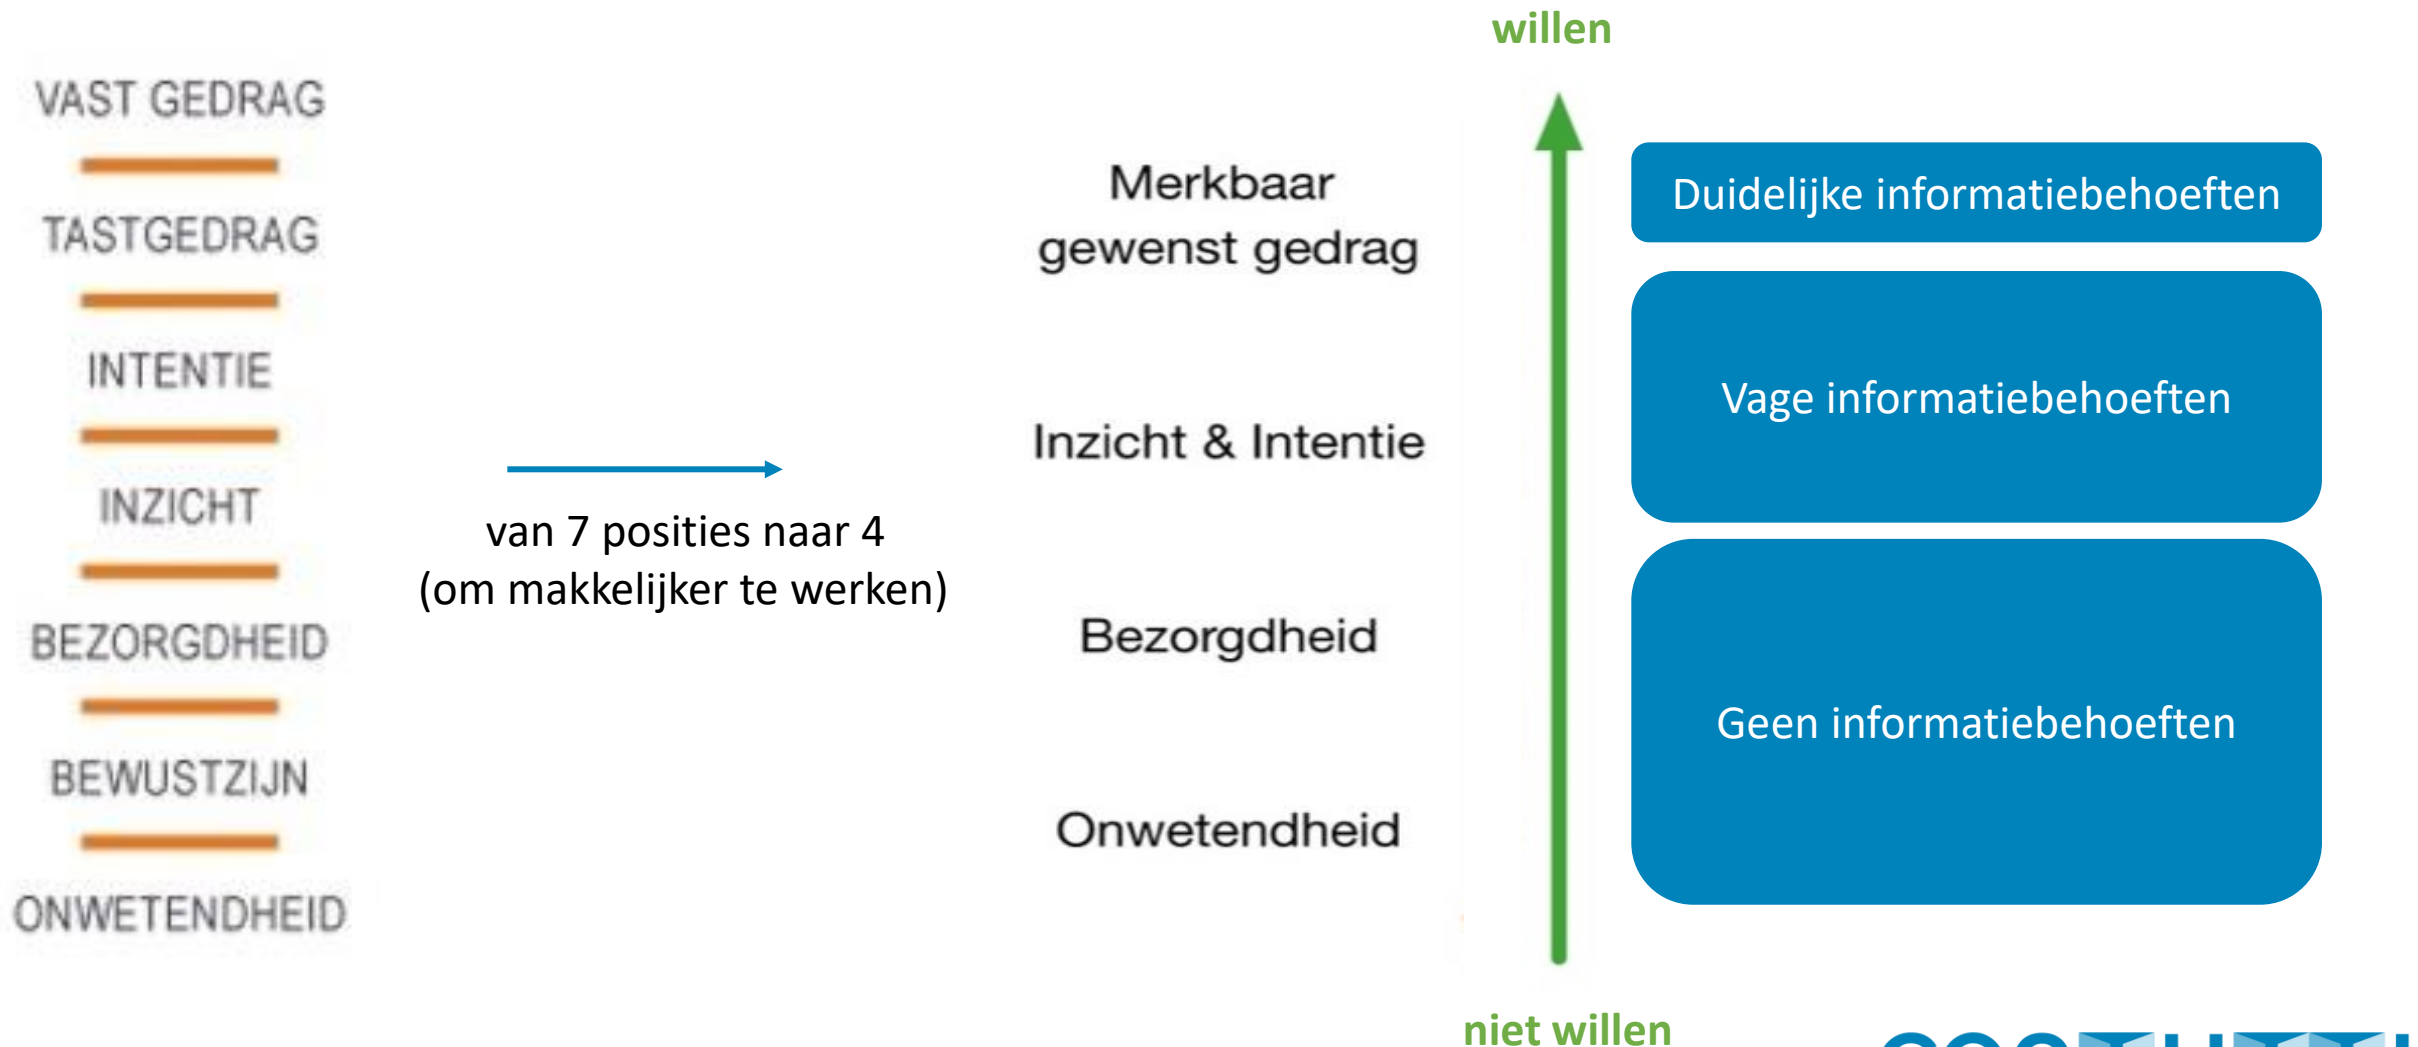 VAST GEDRAG
TASTGEDRAG
INTENTIE
INZICHT
BEZORGDHEID
BEWUSTZIJN
ONWETENDHEID
van 7 posities naar 4
(om makkelijker te werken)
Merkbaar
gewenst gedrag
Inzicht & Intentie
Bezorgdheid
Onwetendheid
willen
niet willen
Duidelijke informatiebehoeften
Vage informatiebehoeften
Geen informatiebehoeften